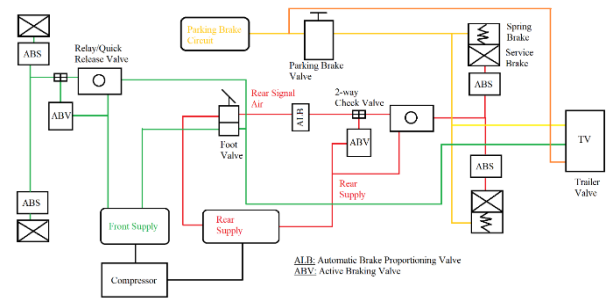 Parking Brake
Circuit
Parking Brake
Valve
Spring
Brake
Service
Brake
ABS
Relay/Quick
Release Valve
ABS
ABV
Rear Signal
Air
ALB
2-way
Check Valve
ABV
Foot
Valve
ABS
TV
Trailer
Valve
ABS
ABS
Rear
Supply
Front Supply
Rear
Supply
Compressor
ALB: Automatic Brake Proportioning Valve
ABV: Active Braking Valve